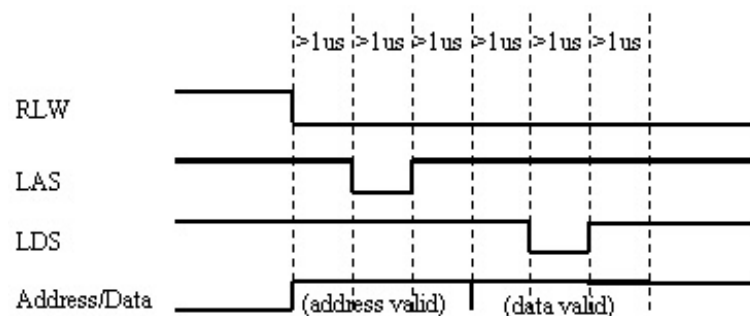 >1us >1us >1us >1us >1us >1us
RLW
LAS
LDS
Address/Data (address valid) (data valid)